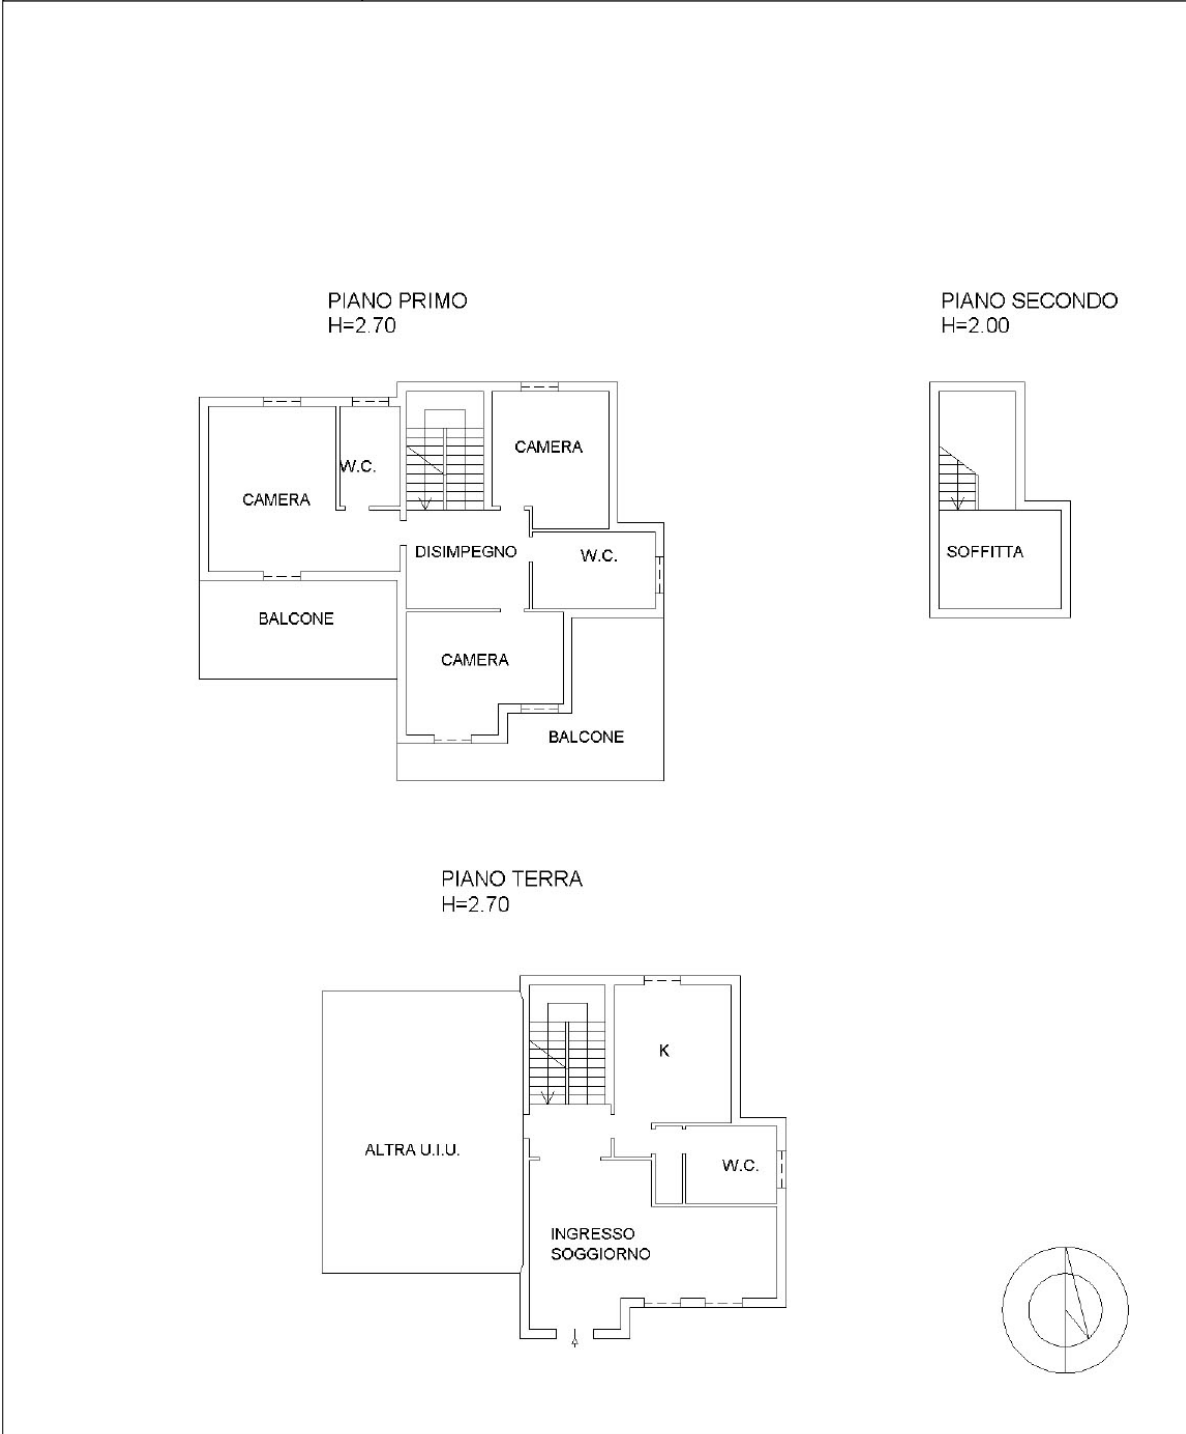 PIANO PRIMO
H=2.70
PIANO SECONDO
H=2.00
CAMERA
W.C.
CAMERA
DISIMPEGNO
W.C.
SOFFITTA
BALCONE
CAMERA
BALCONE
PIANO TERRA
H=2.70
K
ALTRA U.I.U.
W.C.
INGRESSO
SOGGIORNO